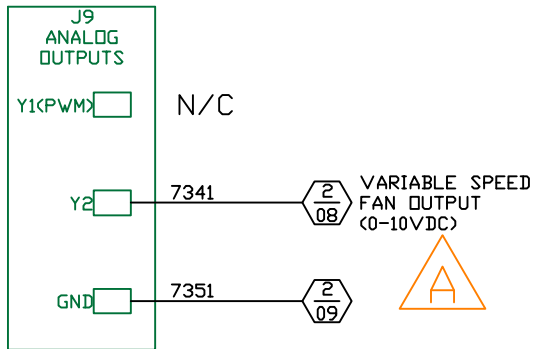 J9
ANALOG
OUTPUTS
Y1(PWM)
N/C
Y2
7341
2
08
VARIABLE SPEED
FAN OUTPUT
(0-10VDC)
GND
7351
2
09
A